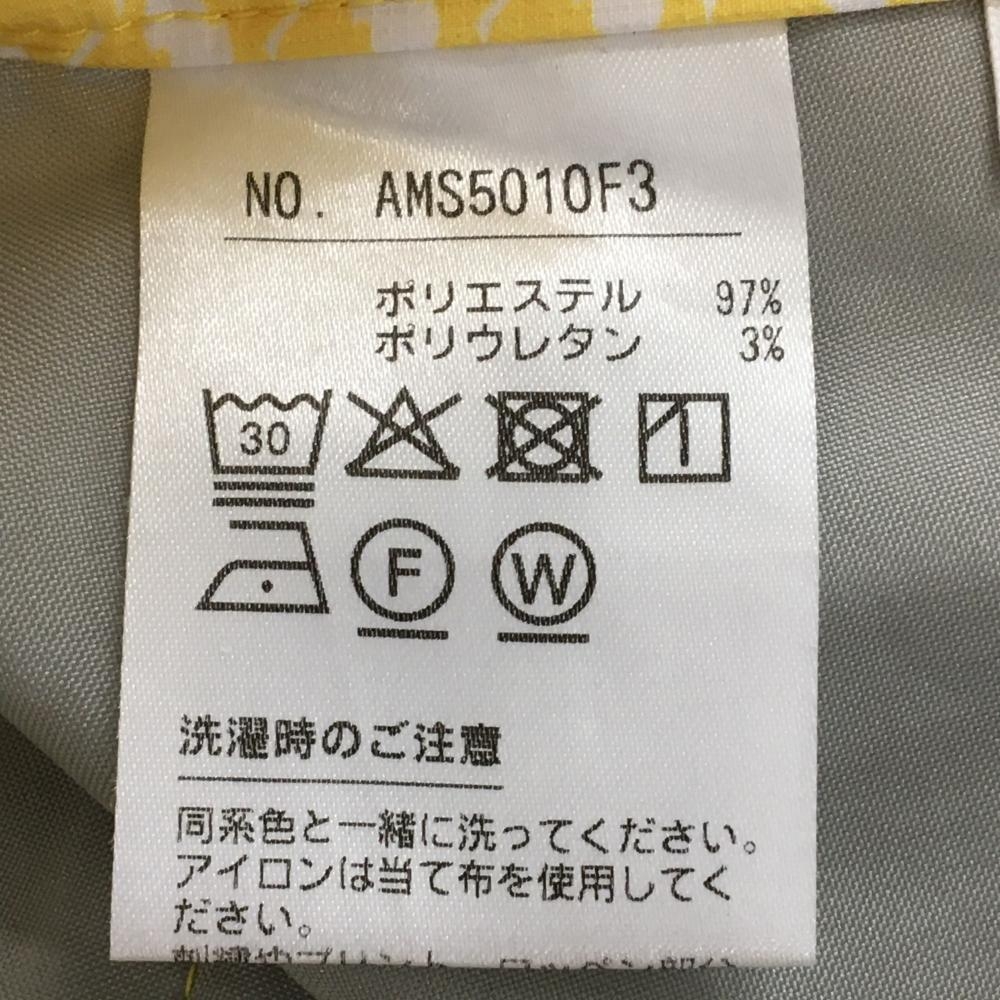 NO. AMS5010F3
ポリエステル 97%
ポリウレタン 3%
30
F W
洗濯時のご注意
同系色と一緒に洗ってください。
アイロンは当て布を使用してく
ださい。